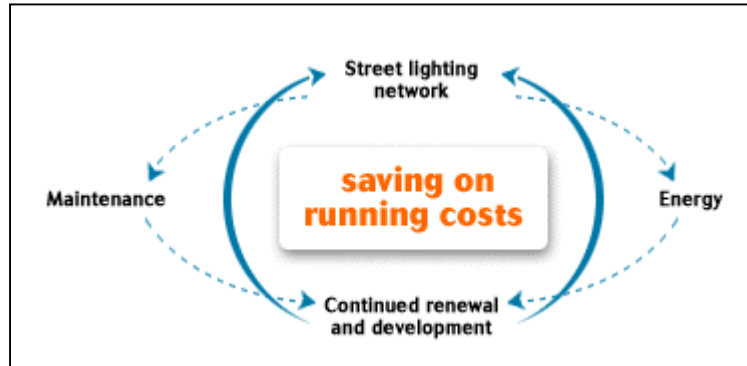 Street lighting
network
saving on
running costs
Maintenance
Energy
Continued renewal
and development